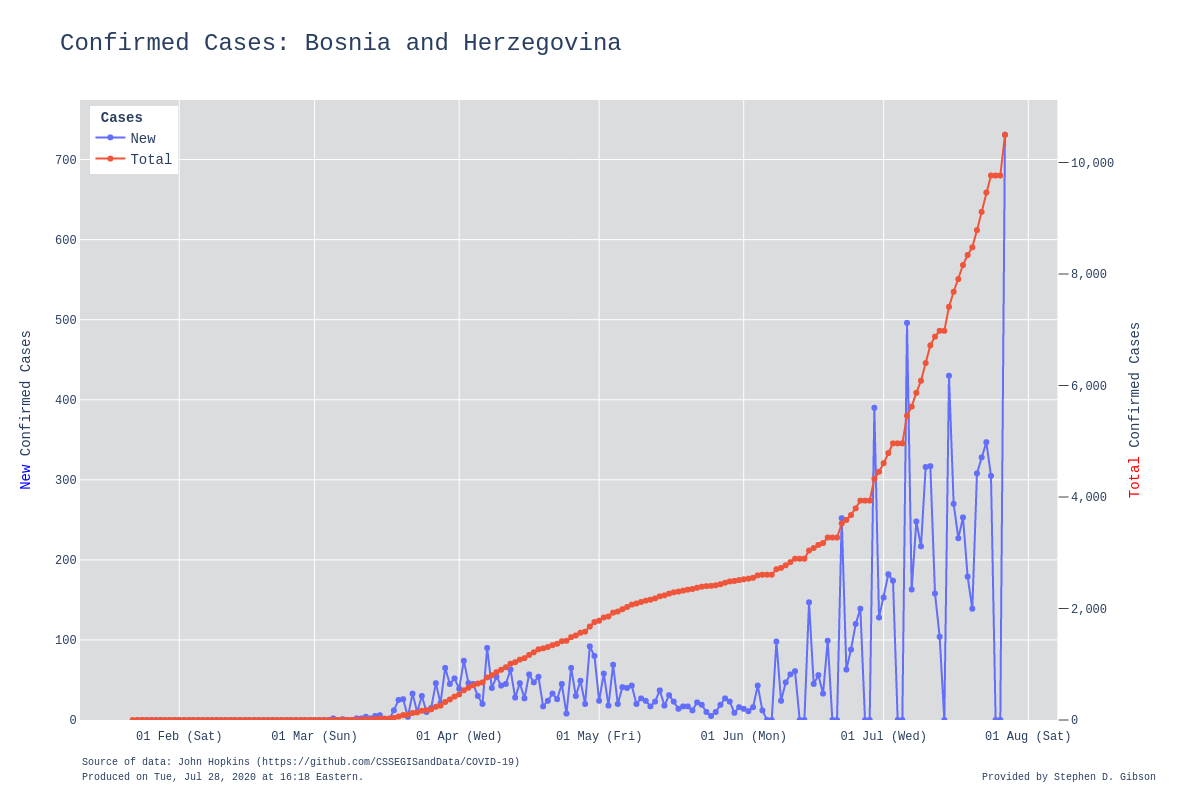 Confirmed Cases: Bosnia and Herzegovina
Cases
New
Total
700
600
500
400
300
200
100
0
10,000
8,000
6,000
4,000
2,000
0
New Confirmed Cases
Total Confirmed Cases
01 Feb (Sat)
01 Mar (Sun)
01 Apr (Wed)
01 May (Fri)
01 Jun (Mon)
01 Jul (Wed)
01 Aug (Sat)
Source of data: John Hopkins (https://github.com/CSSEGISandData/COVID-19)
Produced on Tue, Jul 28, 2020 at 16:18 Eastern.
Provided by Stephen D. Gibson